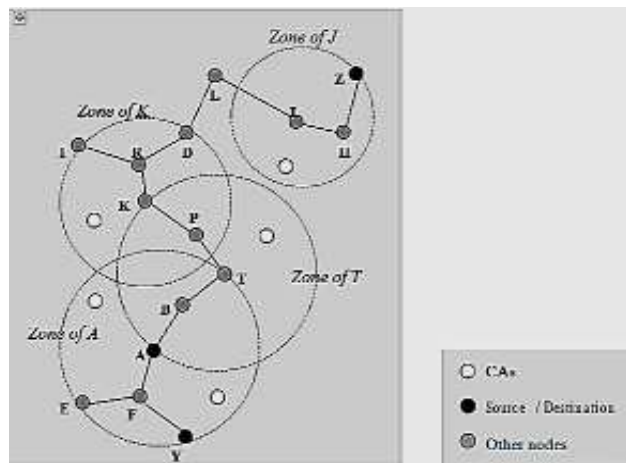 Zone of J
Z
L
Zone of K
I
R
D
H
K
P
T
Zone of T
B
Zone of A
A
E
F
Y
CAs
Source / Destination
Other nodes